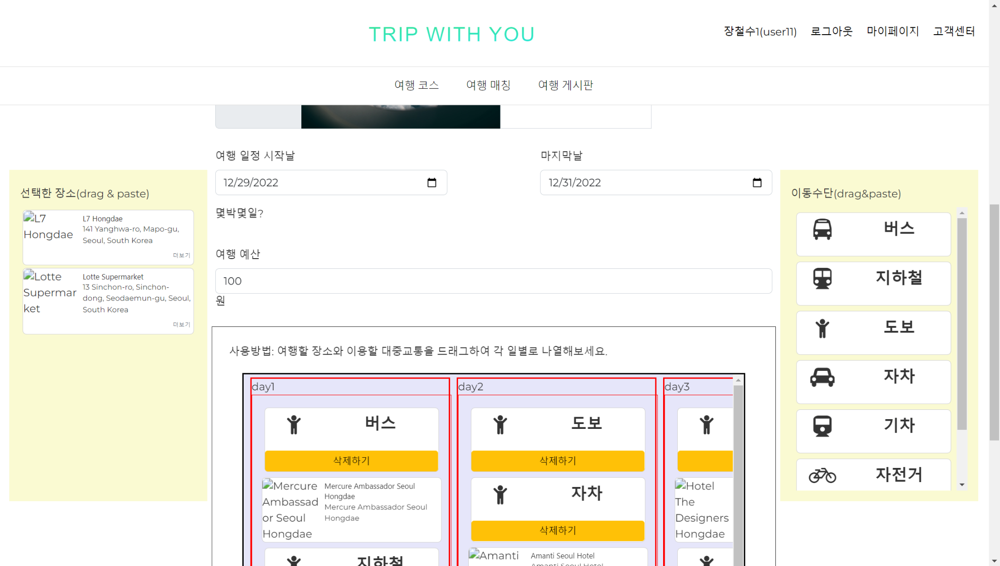 TRIP WITH YOU
장철수1(user11) 로그아웃 마이페이지 고객센터
여행 코스 여행 매칭 여행 게시판
여행 일정 시작날
마지막날
12/29/2022
12/31/2022
몇박몇일?
여행 예산
100
원
선택한 장소(drag & paste)
L7
Hongdae
L7 Hongdae
141 Yanghwa-ro, Mapo-gu,
Seoul, South Korea
더보기
Lotte
Supermar
ket
Lotte Supermarket
13 Sinchon-ro, Sinchon-
dong, Seodaemun-gu, Seoul,
South Korea
더보기
이동수단(drag&paste)
버스
지하철
도보
자차
기차
자전거
사용방법: 여행할 장소와 이용할 대중교통을 드래그하여 각 일별로 나열해보세요.
day1
버스
삭제하기
Mercure
Ambassad
or Seoul
Hongdae
Mercure Ambassador Seoul
Hongdae
Mercure Ambassador Seoul
Hongdae
지하철
day2
도보
삭제하기
자차
삭제하기
Amanti
Amanti Seoul Hotel
Amanti Seoul Hotel
day3
Hotel
The
Designers
Hongdae